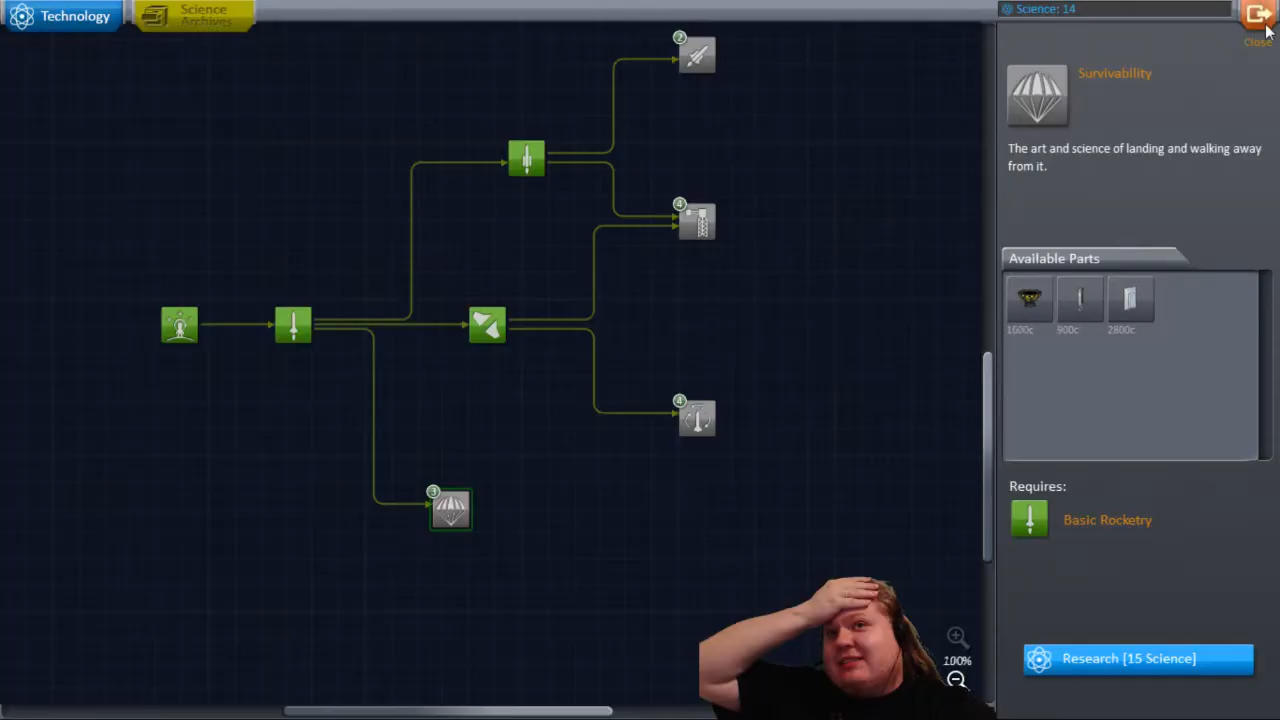 Technology
Science
Archives
Science: 14
Close
Survivability
The art and science of landing and walking away
from it.
Available Parts
1600c 900c 2800c
Requires:
Basic Rocketry
Research [15 Science]
2
4
4
3
100%